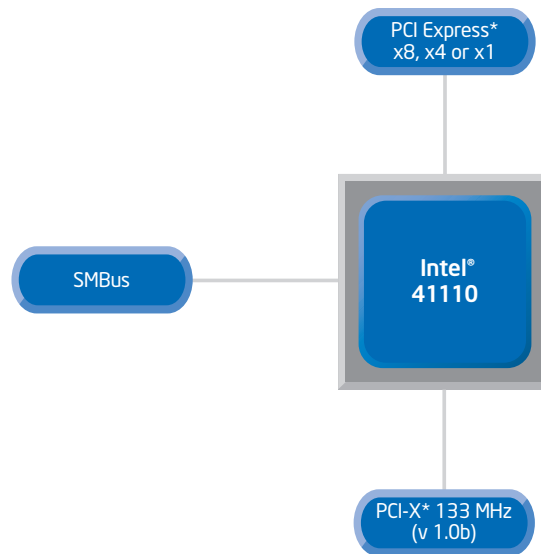 PCI Express*
x8, x4 or x1
SMBus
Intel®
41110
PCI-X* 133 MHz
(v 1.0b)